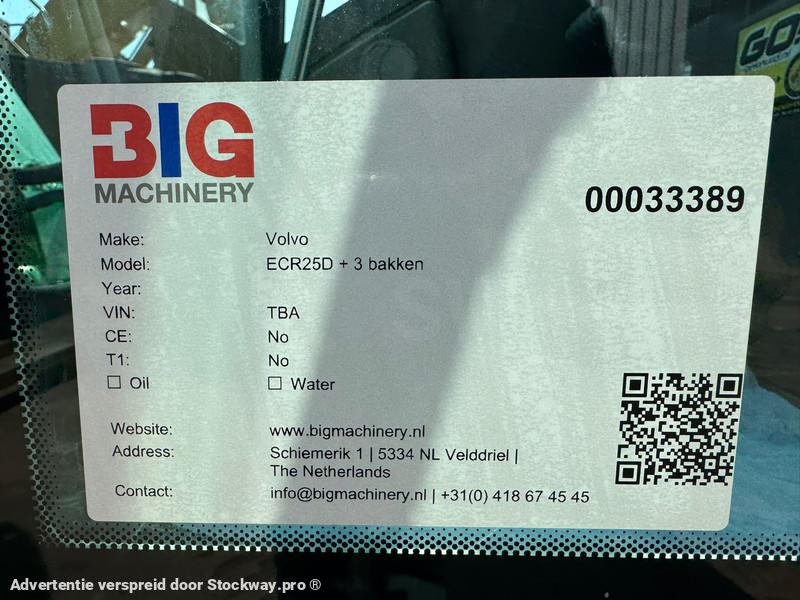 BIG
MACHINERY
00033389
Make: Volvo
Model: ECR25D + 3 bakken
Year:
VIN: TBA
CE: No
T1: No
☐ Oil ☐ Water
Website: www.bigmachinery.nl
Address: Schiemerik 1 | 5334 NL Velddriel |
The Netherlands
Contact: info@bigmachinery.nl | +31(0) 418 67 45 45
Advertentie verspreid door Stockway.pro ®